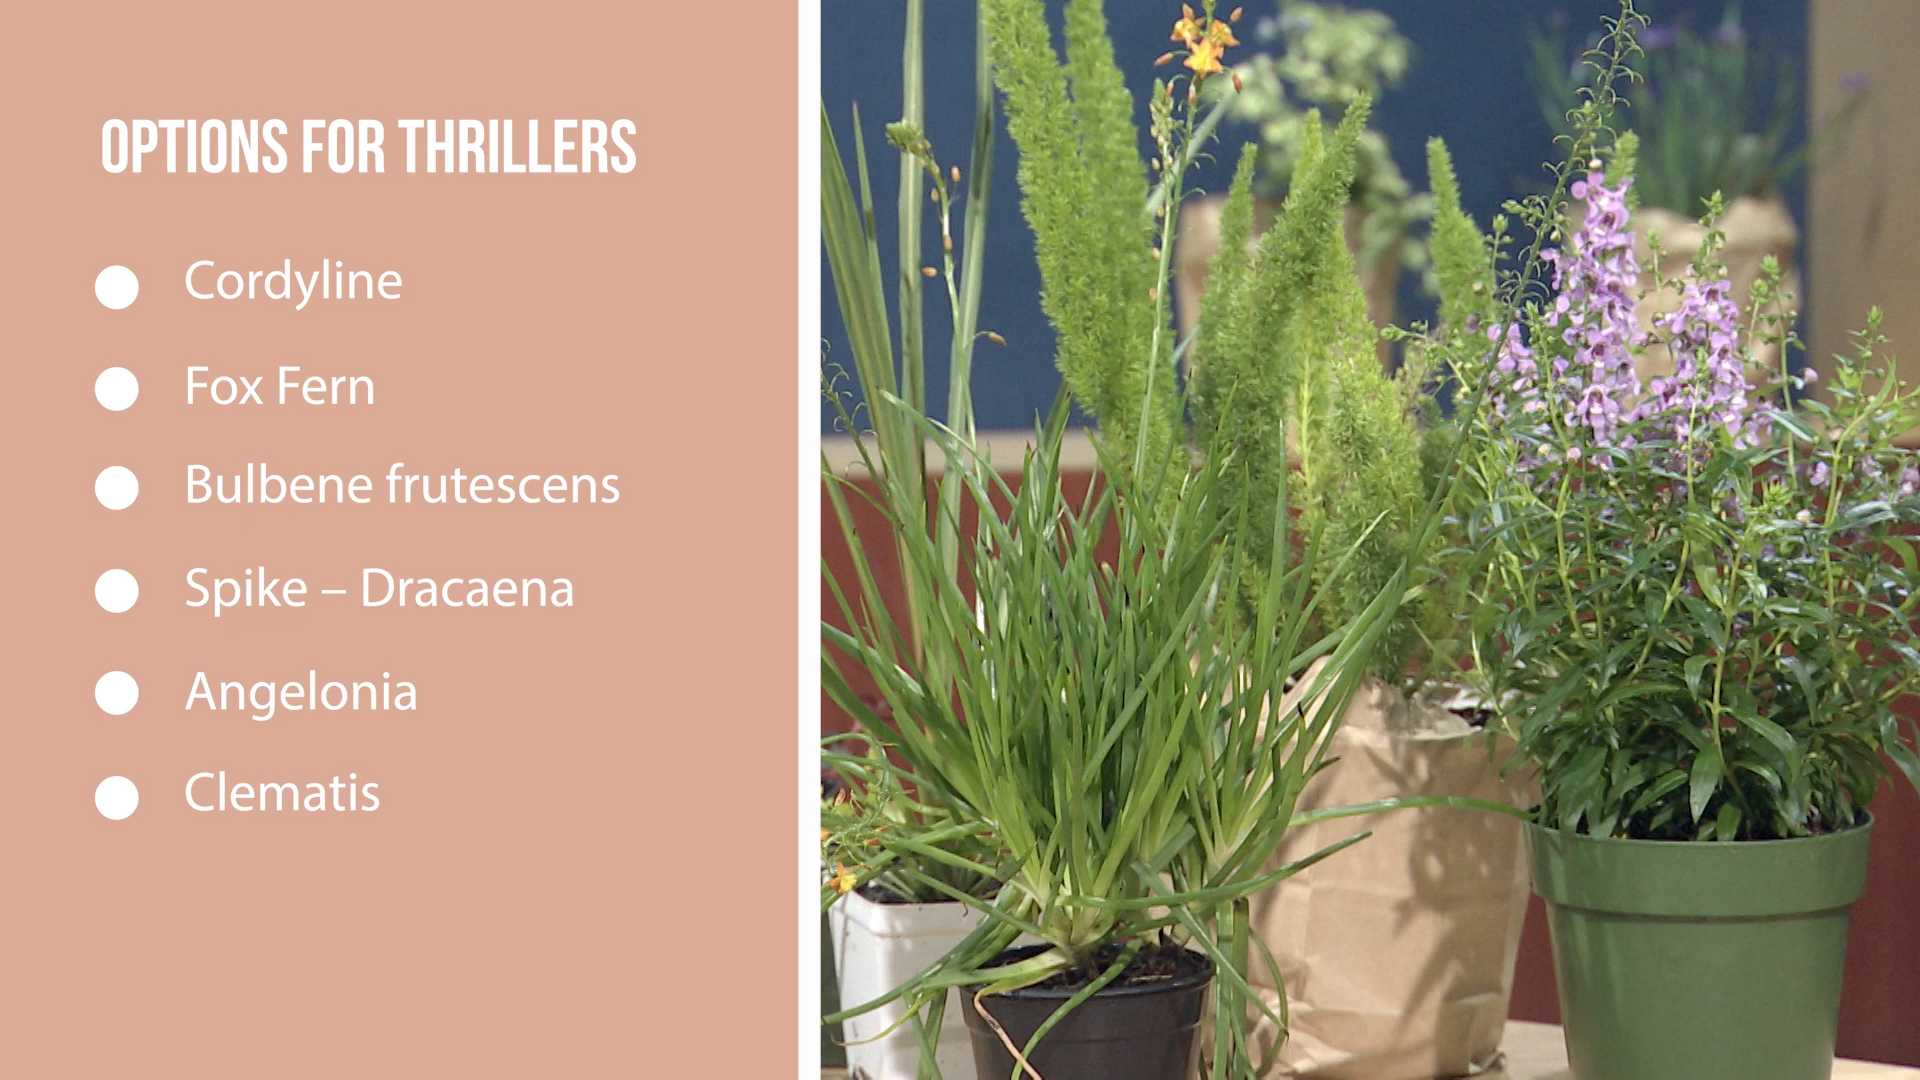 OPTIONS FOR THRILLERS
Cordyline
Fox Fern
Bulbene frutescens
Spike – Dracaena
Angelonia
Clematis